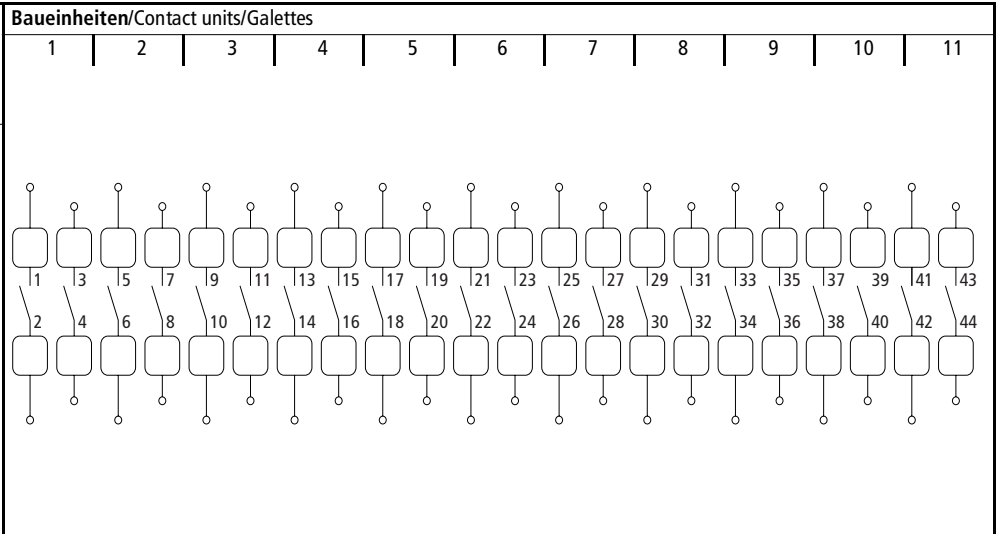 Baueinheiten/Contact units/Galettes
1 2 3 4 5 6 7 8 9 10 11
1 3 5 7 9 11 13 15 17 19 21 23 25 27 29 31 33 35 37 39 41 43
2 4 6 8 10 12 14 16 18 20 22 24 26 28 30 32 34 36 38 40 42 44